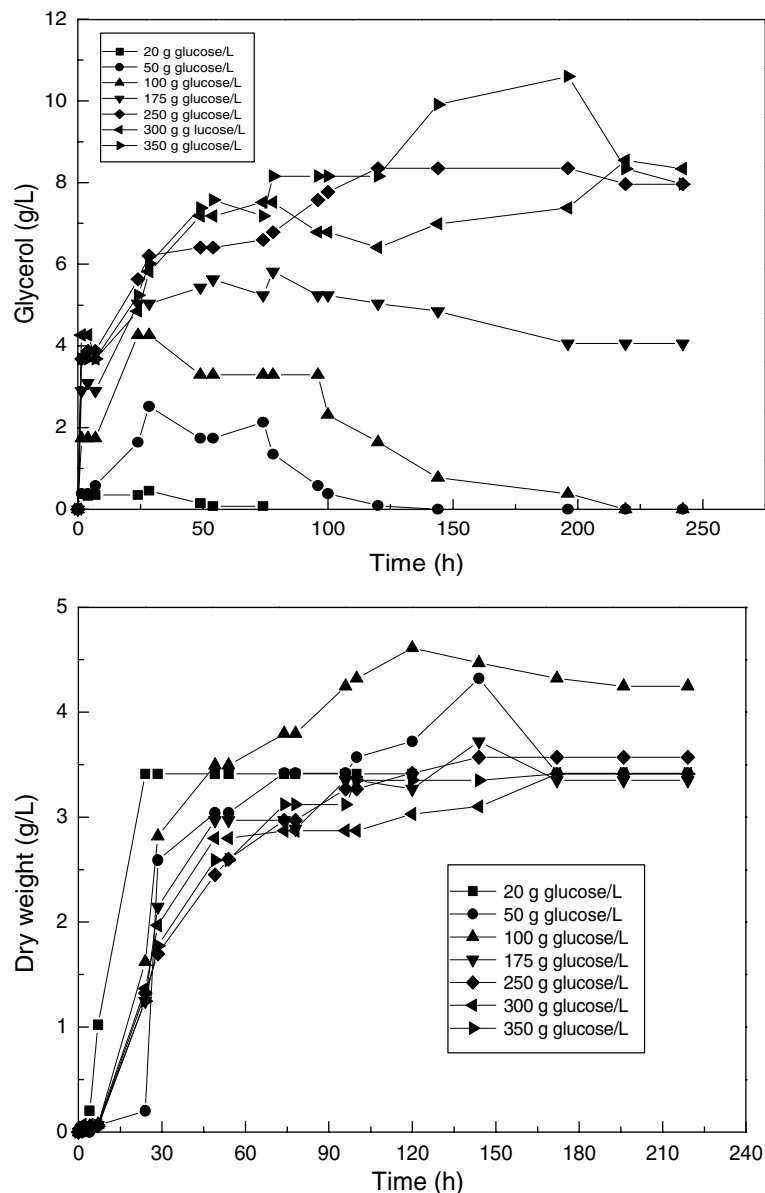 12
10
8
6
4
2
0
Glycerol (g/L)
20 g glucose/L
50 g glucose/L
100 g glucose/L
175 g glucose/L
250 g glucose/L
300 g g lucose/L
350 g glucose/L
0 50 100 150 200 250
Time (h)
5
4
3
2
1
0
Dry weight (g/L)
20 g glucose/L
50 g glucose/L
100 g glucose/L
175 g glucose/L
250 g glucose/L
300 g glucose/L
350 g glucose/L
0 30 60 90 120 150 180 210 240
Time (h)